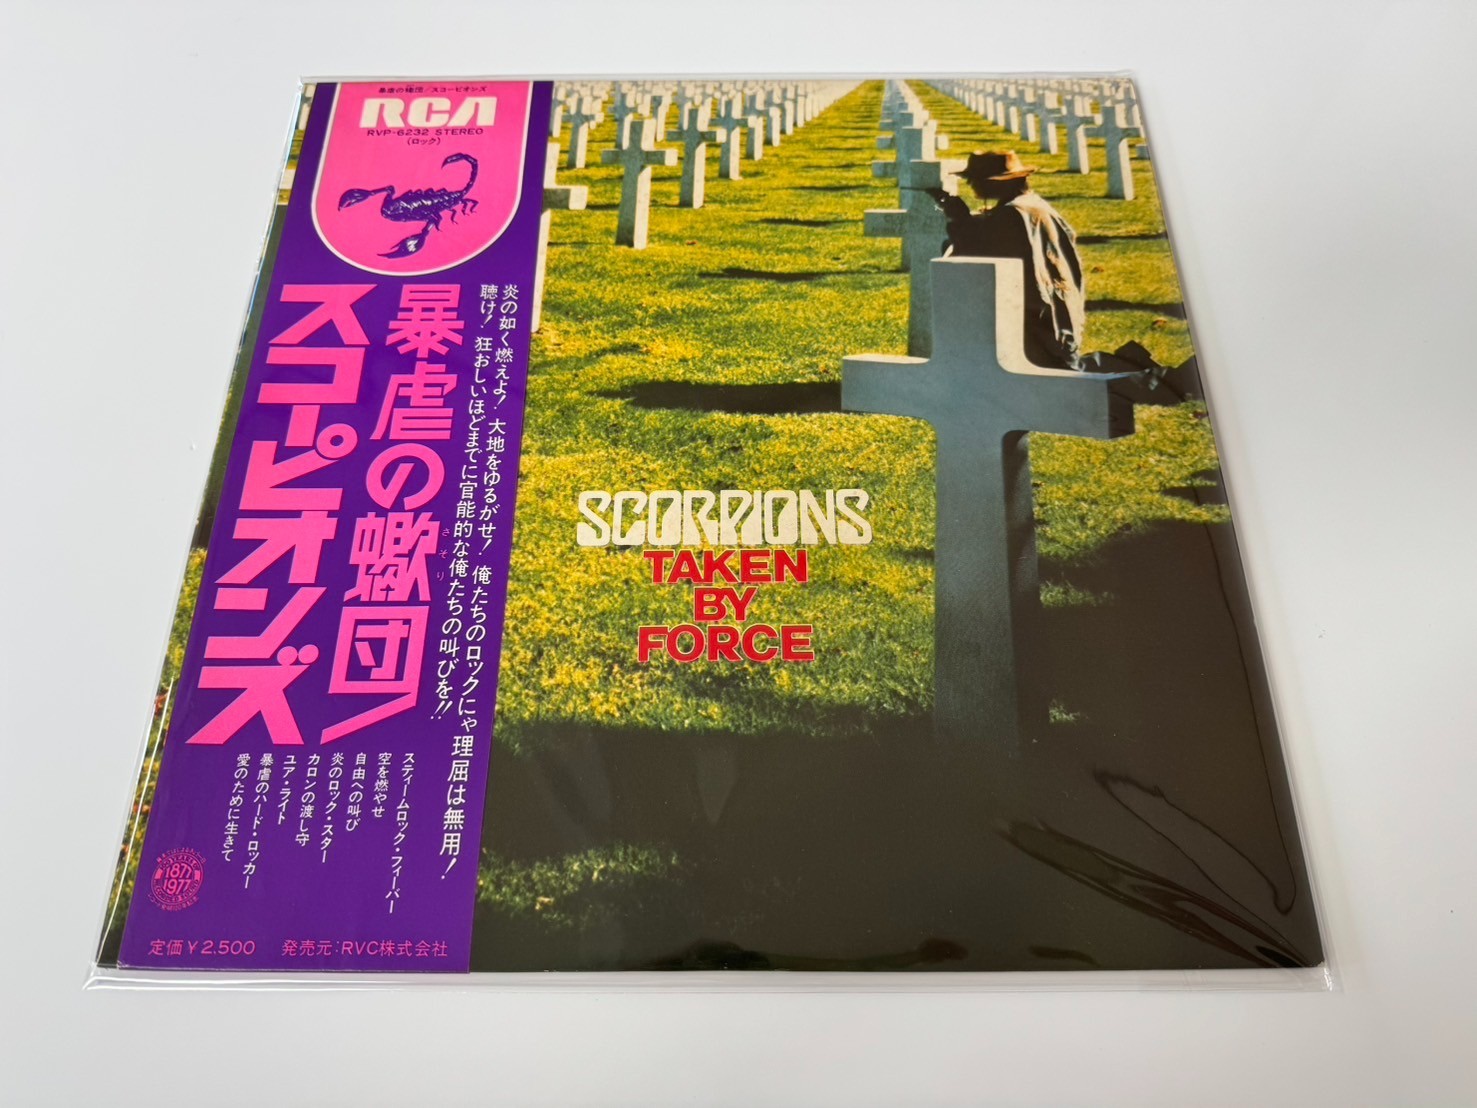 暴虐の蠍団/スコーピオンズ
RCA
RVP-6232 STEREO
(ロック)
炎の如く燃えよ!大地をゆるがせ!俺たちのロックにゃ理屈は無用!
聴け!狂おしいほどまでに官能的な俺たちの叫びを!!
暴虐の蠍団/
さそり
スコーピオンズ
スティームロック・フィーバー
空を燃やせ
自由への叫び
炎のロック・スター
カロンの渡し守
ユア・ライト
暴虐のハード・ロッカー
愛のために生きて
1877
1977
定価¥2,500 発売元:RVC株式会社
SCORPIONS
TAKEN
BY
FORCE